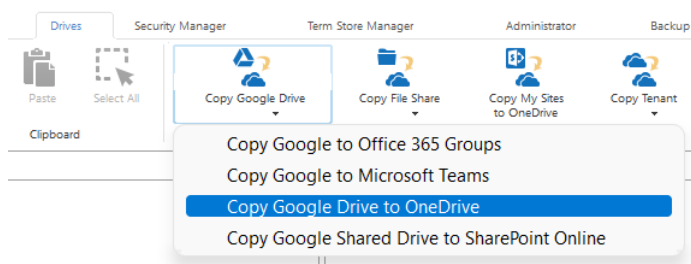 Drives Security Manager Term Store Manager Administrator Backup
Paste Select All Copy Google Drive Copy File Share Copy My Sites to OneDrive Copy Tenant
Clipboard
Copy Google to Office 365 Groups
Copy Google to Microsoft Teams
Copy Google Drive to OneDrive
Copy Google Shared Drive to SharePoint Online